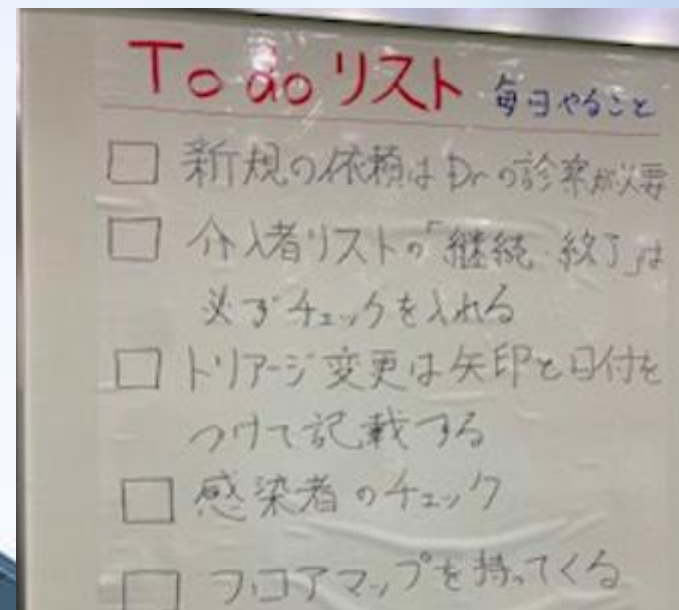 To do リスト 毎日やること
□ 新規の依頼は Dr の診察が必要
□ 介入者リストの「継続・終了」は
必ずチェックを入れる
□ トリアージ変更は矢印と日付を
つけて記載する
□ 感染者のチェック
□ フロアマップを持ってくる